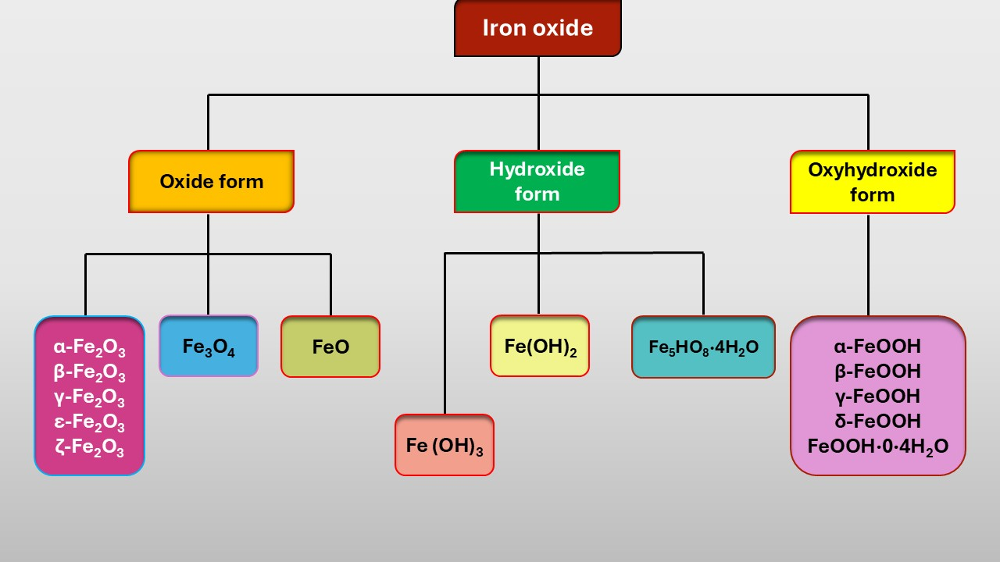 Iron oxide
Oxide form
Hydroxide
form
Oxyhydroxide
form
α-Fe₂O₃
β-Fe₂O₃
γ-Fe₂O₃
ε-Fe₂O₃
ζ-Fe₂O₃
Fe₃O₄
FeO
Fe(OH)₂
Fe₅HO₈·4H₂O
α-FeOOH
β-FeOOH
γ-FeOOH
δ-FeOOH
FeOOH·0·4H₂O
Fe (OH)₃